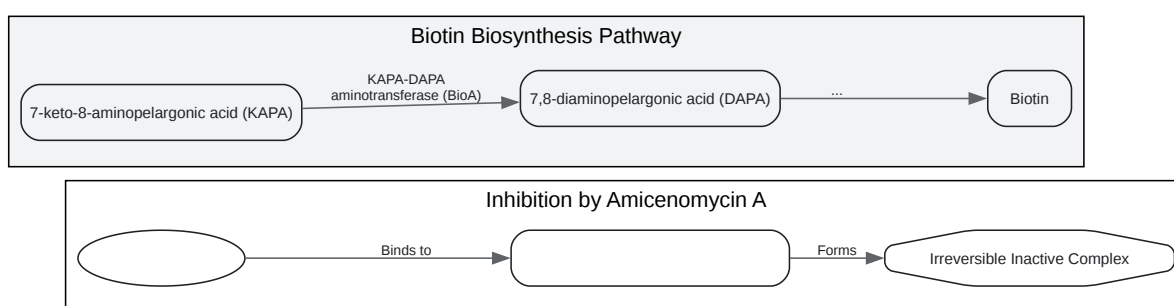 Biotin Biosynthesis Pathway
KAPA-DAPA
aminotransferase (BioA)
7-keto-8-aminopelargonic acid (KAPA)
7,8-diaminopelargonic acid (DAPA)
...
Biotin
Inhibition by Amicenomycin A
Binds to
Forms
Irreversible Inactive Complex